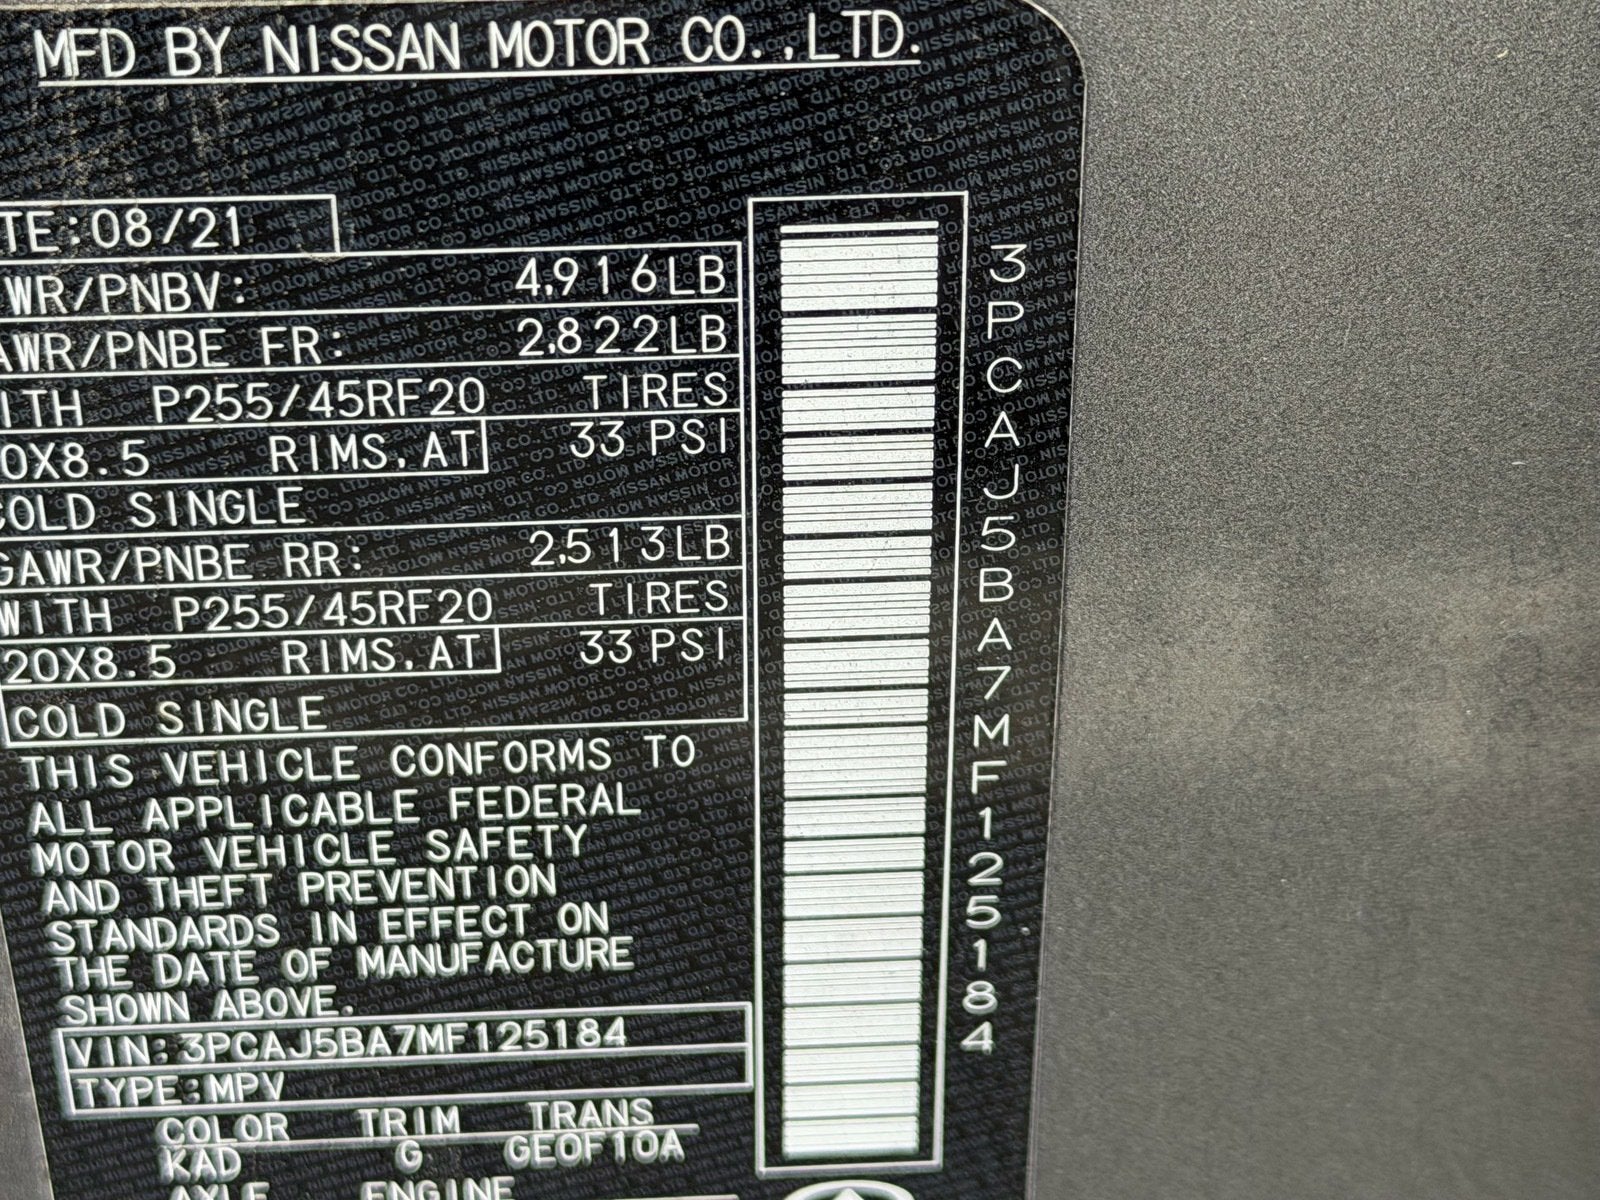 MFD BY NISSAN MOTOR CO.,LTD.
TE:08/21
WR/PNBV: 4,916LB
AWR/PNBE FR: 2,822LB
ITH P255/45RF20 TIRES
0X8.5 RIMS,AT 33 PSI
COLD SINGLE
GAWR/PNBE RR: 2,513LB
WITH P255/45RF20 TIRES
20X8.5 RIMS,AT 33 PSI
COLD SINGLE
THIS VEHICLE CONFORMS TO
ALL APPLICABLE FEDERAL
MOTOR VEHICLE SAFETY
AND THEFT PREVENTION
STANDARDS IN EFFECT ON
THE DATE OF MANUFACTURE
SHOWN ABOVE.
VIN:3PCAJ5BA7MF125184
TYPE:MPV
COLOR TRIM TRANS
KAD G GE0F10A
AXLE ENGINE
3PCAJ5BA7MF125184